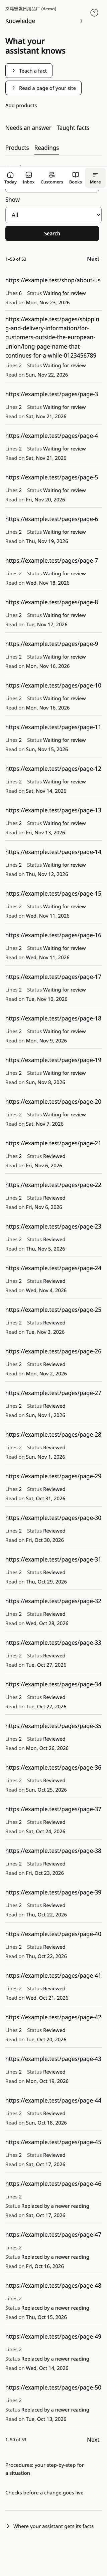 义乌煎茶日用品厂 (demo)
Knowledge
What your
assistant knows
Teach a fact
Read a page of your site
Add products
Needs an answer Taught facts
Products Readings
Today Inbox Customers Books More
Show
All
Search
1–50 of 53 Next
https://example.test/shop/about-us
Lines 6 Status Waiting for review
Read on Mon, Nov 23, 2026
https://example.test/pages/shippin
g-and-delivery-information/for-
customers-outside-the-european-
union/long-page-name-that-
continues-for-a-while-0123456789
Lines 2 Status Waiting for review
Read on Sun, Nov 22, 2026
https://example.test/pages/page-3
Lines 2 Status Waiting for review
Read on Sat, Nov 21, 2026
https://example.test/pages/page-4
Lines 2 Status Waiting for review
Read on Sat, Nov 21, 2026
https://example.test/pages/page-5
Lines 2 Status Waiting for review
Read on Fri, Nov 20, 2026
https://example.test/pages/page-6
Lines 2 Status Waiting for review
Read on Thu, Nov 19, 2026
https://example.test/pages/page-7
Lines 2 Status Waiting for review
Read on Wed, Nov 18, 2026
https://example.test/pages/page-8
Lines 2 Status Waiting for review
Read on Tue, Nov 17, 2026
https://example.test/pages/page-9
Lines 2 Status Waiting for review
Read on Mon, Nov 16, 2026
https://example.test/pages/page-10
Lines 2 Status Waiting for review
Read on Mon, Nov 16, 2026
https://example.test/pages/page-11
Lines 2 Status Waiting for review
Read on Sun, Nov 15, 2026
https://example.test/pages/page-12
Lines 2 Status Waiting for review
Read on Sat, Nov 14, 2026
https://example.test/pages/page-13
Lines 2 Status Waiting for review
Read on Fri, Nov 13, 2026
https://example.test/pages/page-14
Lines 2 Status Waiting for review
Read on Thu, Nov 12, 2026
https://example.test/pages/page-15
Lines 2 Status Waiting for review
Read on Wed, Nov 11, 2026
https://example.test/pages/page-16
Lines 2 Status Waiting for review
Read on Wed, Nov 11, 2026
https://example.test/pages/page-17
Lines 2 Status Waiting for review
Read on Tue, Nov 10, 2026
https://example.test/pages/page-18
Lines 2 Status Waiting for review
Read on Mon, Nov 9, 2026
https://example.test/pages/page-19
Lines 2 Status Waiting for review
Read on Sun, Nov 8, 2026
https://example.test/pages/page-20
Lines 2 Status Waiting for review
Read on Sat, Nov 7, 2026
https://example.test/pages/page-21
Lines 2 Status Reviewed
Read on Fri, Nov 6, 2026
https://example.test/pages/page-22
Lines 2 Status Reviewed
Read on Fri, Nov 6, 2026
https://example.test/pages/page-23
Lines 2 Status Reviewed
Read on Thu, Nov 5, 2026
https://example.test/pages/page-24
Lines 2 Status Reviewed
Read on Wed, Nov 4, 2026
https://example.test/pages/page-25
Lines 2 Status Reviewed
Read on Tue, Nov 3, 2026
https://example.test/pages/page-26
Lines 2 Status Reviewed
Read on Mon, Nov 2, 2026
https://example.test/pages/page-27
Lines 2 Status Reviewed
Read on Sun, Nov 1, 2026
https://example.test/pages/page-28
Lines 2 Status Reviewed
Read on Sun, Nov 1, 2026
https://example.test/pages/page-29
Lines 2 Status Reviewed
Read on Sat, Oct 31, 2026
https://example.test/pages/page-30
Lines 2 Status Reviewed
Read on Fri, Oct 30, 2026
https://example.test/pages/page-31
Lines 2 Status Reviewed
Read on Thu, Oct 29, 2026
https://example.test/pages/page-32
Lines 2 Status Reviewed
Read on Wed, Oct 28, 2026
https://example.test/pages/page-33
Lines 2 Status Reviewed
Read on Tue, Oct 27, 2026
https://example.test/pages/page-34
Lines 2 Status Reviewed
Read on Tue, Oct 27, 2026
https://example.test/pages/page-35
Lines 2 Status Reviewed
Read on Mon, Oct 26, 2026
https://example.test/pages/page-36
Lines 2 Status Reviewed
Read on Sun, Oct 25, 2026
https://example.test/pages/page-37
Lines 2 Status Reviewed
Read on Sat, Oct 24, 2026
https://example.test/pages/page-38
Lines 2 Status Reviewed
Read on Fri, Oct 23, 2026
https://example.test/pages/page-39
Lines 2 Status Reviewed
Read on Thu, Oct 22, 2026
https://example.test/pages/page-40
Lines 2 Status Reviewed
Read on Thu, Oct 22, 2026
https://example.test/pages/page-41
Lines 2 Status Reviewed
Read on Wed, Oct 21, 2026
https://example.test/pages/page-42
Lines 2 Status Reviewed
Read on Tue, Oct 20, 2026
https://example.test/pages/page-43
Lines 2 Status Reviewed
Read on Mon, Oct 19, 2026
https://example.test/pages/page-44
Lines 2 Status Reviewed
Read on Sun, Oct 18, 2026
https://example.test/pages/page-45
Lines 2 Status Reviewed
Read on Sat, Oct 17, 2026
https://example.test/pages/page-46
Lines 2
Status Replaced by a newer reading
Read on Sat, Oct 17, 2026
https://example.test/pages/page-47
Lines 2
Status Replaced by a newer reading
Read on Fri, Oct 16, 2026
https://example.test/pages/page-48
Lines 2
Status Replaced by a newer reading
Read on Thu, Oct 15, 2026
https://example.test/pages/page-49
Lines 2
Status Replaced by a newer reading
Read on Wed, Oct 14, 2026
https://example.test/pages/page-50
Lines 2
Status Replaced by a newer reading
Read on Tue, Oct 13, 2026
1–50 of 53 Next
Procedures: your step-by-step for
a situation
Checks before a change goes live
Where your assistant gets its facts